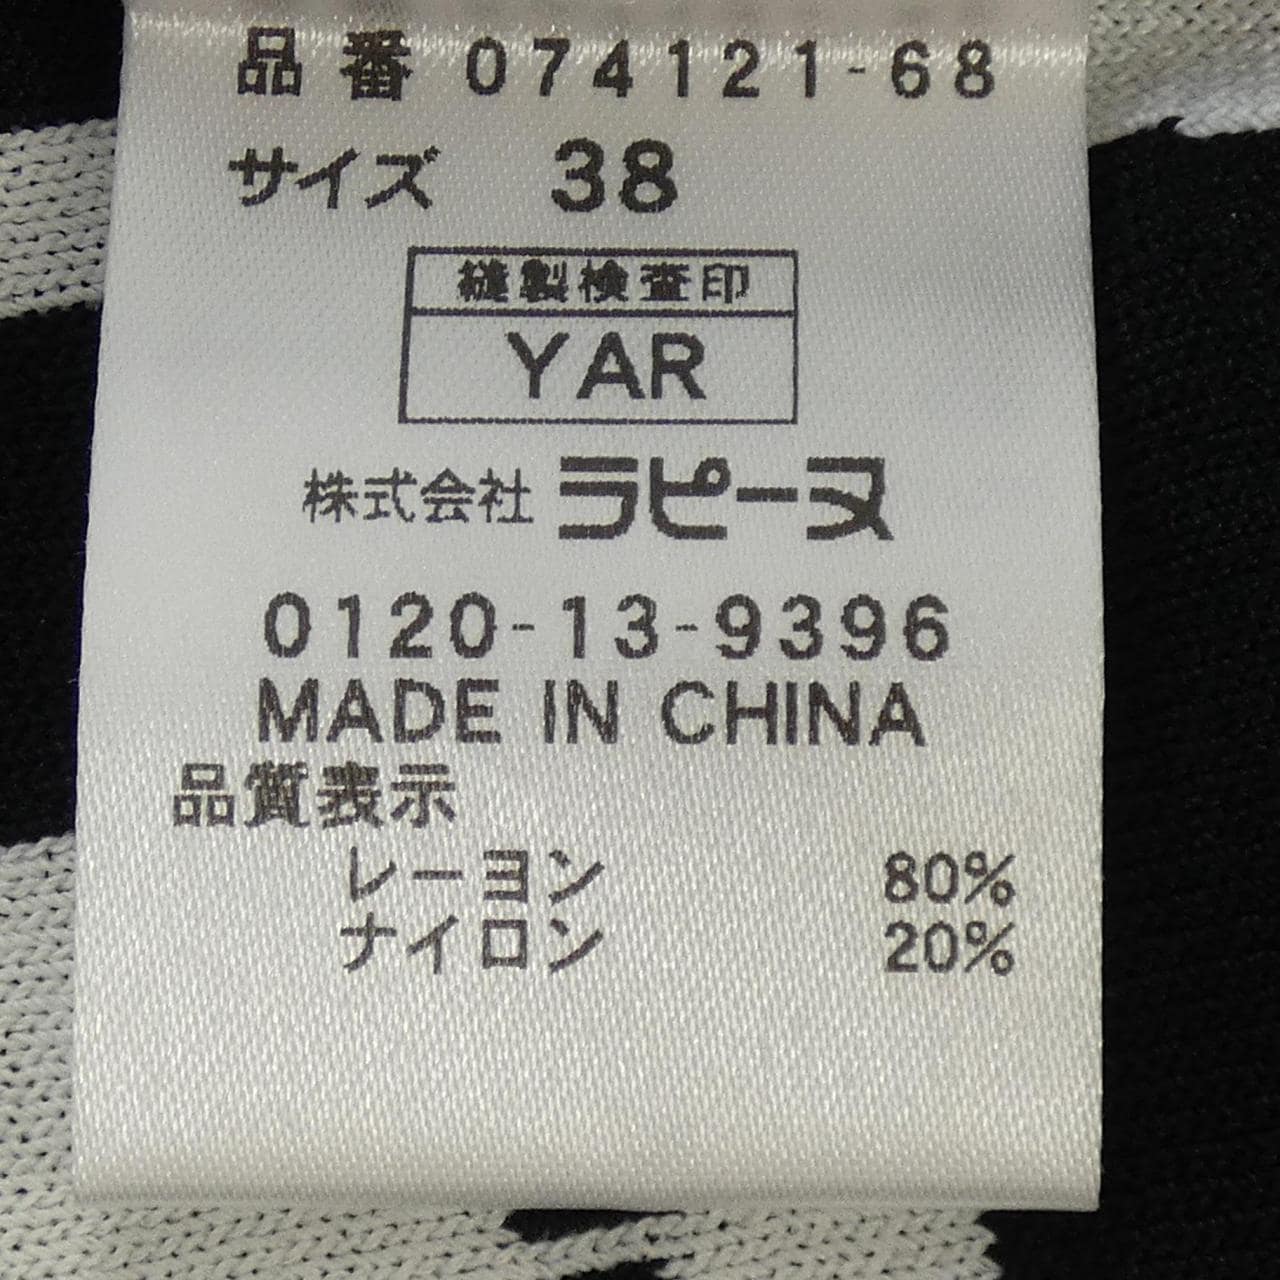 品番 074121-68
サイズ 38
縫製検査印
YAR
株式会社 ラピーヌ
0120-13-9396
MADE IN CHINA
品質表示
レーヨン 80%
ナイロン 20%